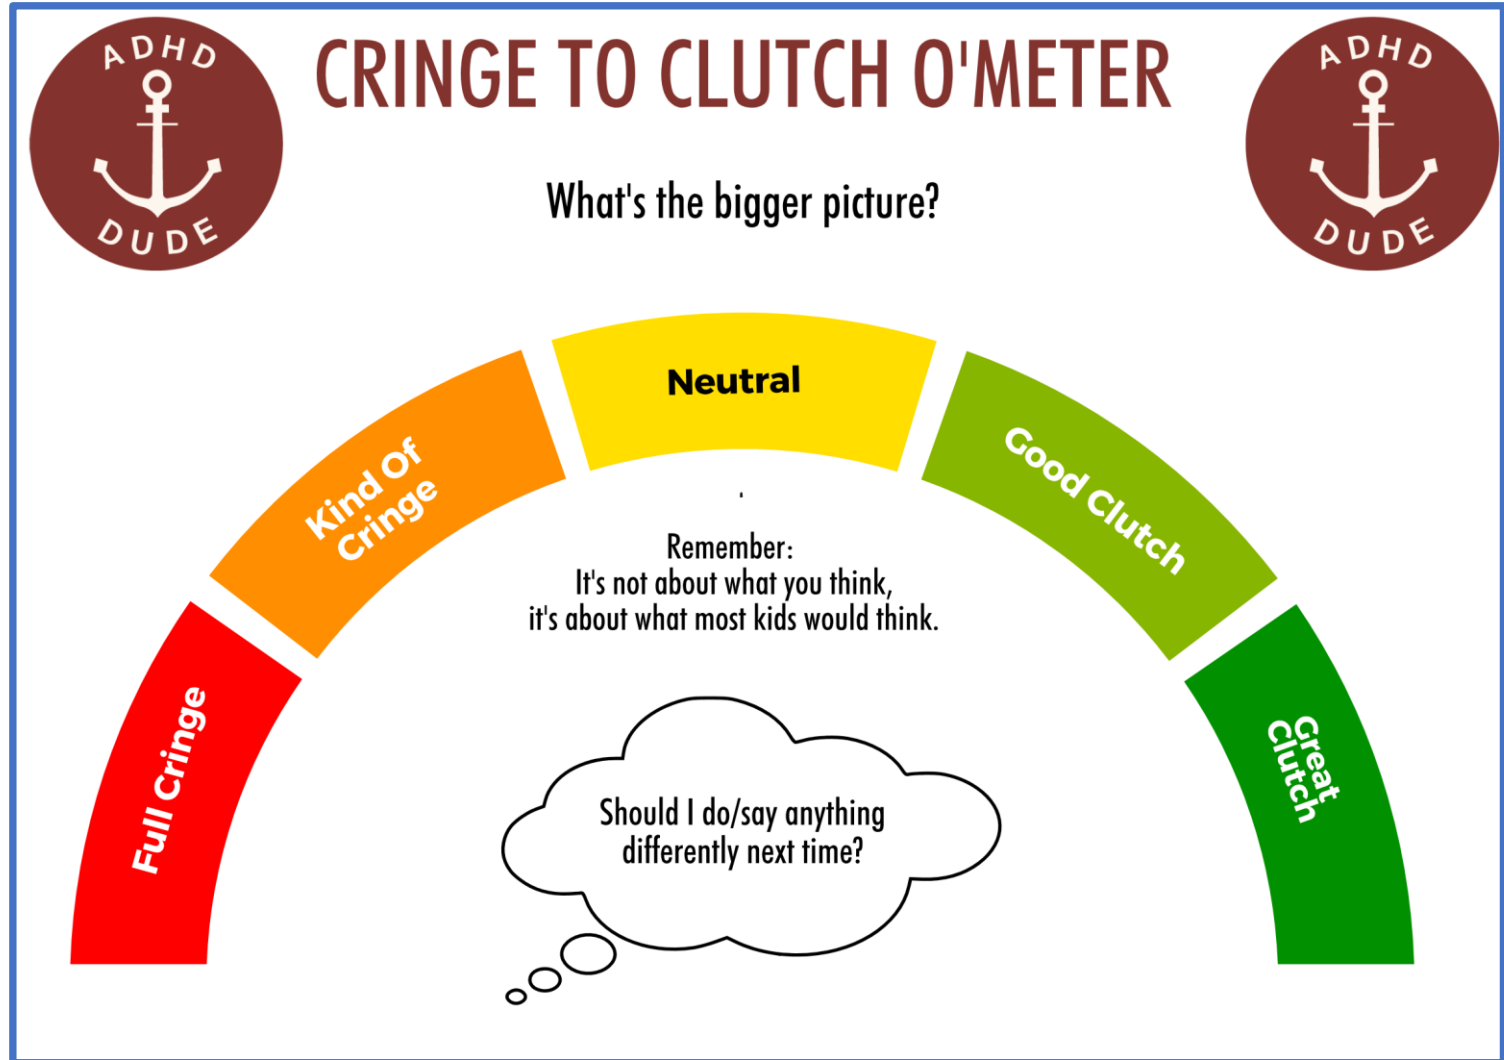 ADHD
DUDE
CRINGE TO CLUTCH O'METER
ADHD
DUDE
What's the bigger picture?
Full Cringe
Kind Of
Cringe
Neutral
Good Clutch
Great
Clutch
Remember:
It's not about what you think,
it's about what most kids would think.
Should I do/say anything
differently next time?